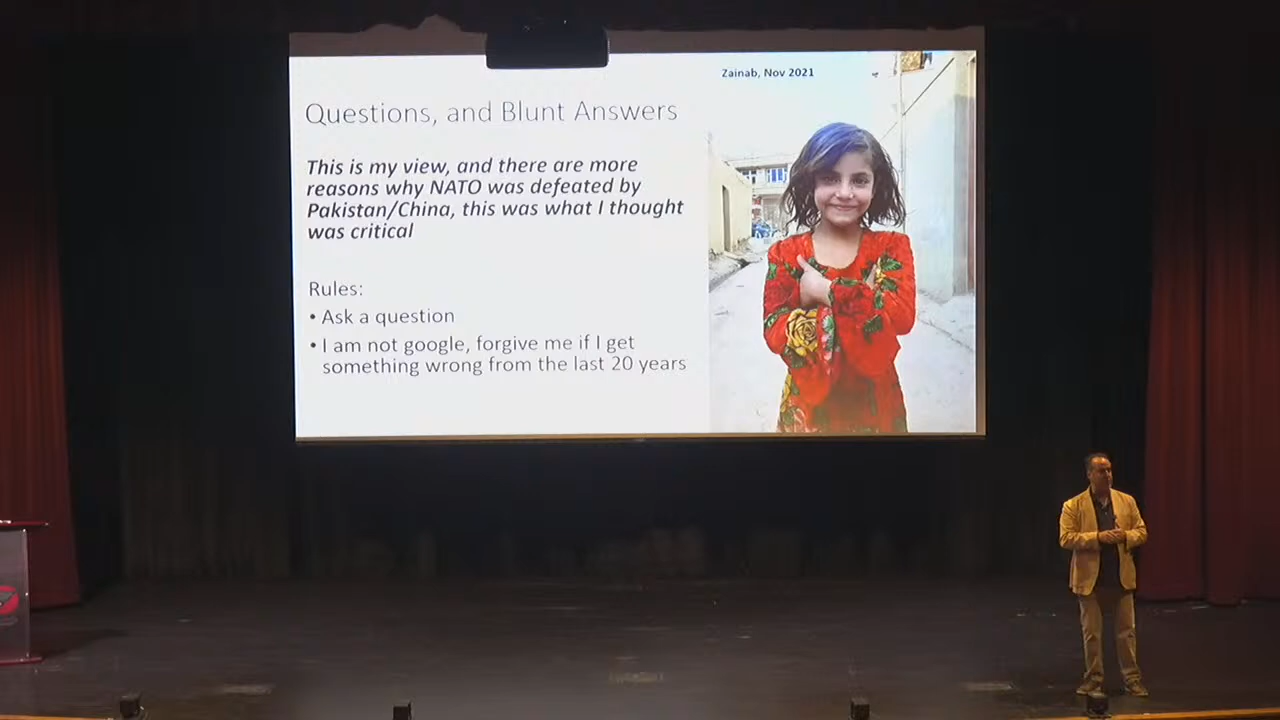 Zainab, Nov 2021
Questions, and Blunt Answers
This is my view, and there are more
reasons why NATO was defeated by
Pakistan/China, this was what I thought
was critical
Rules:
• Ask a question
• I am not google, forgive me if I get
something wrong from the last 20 years